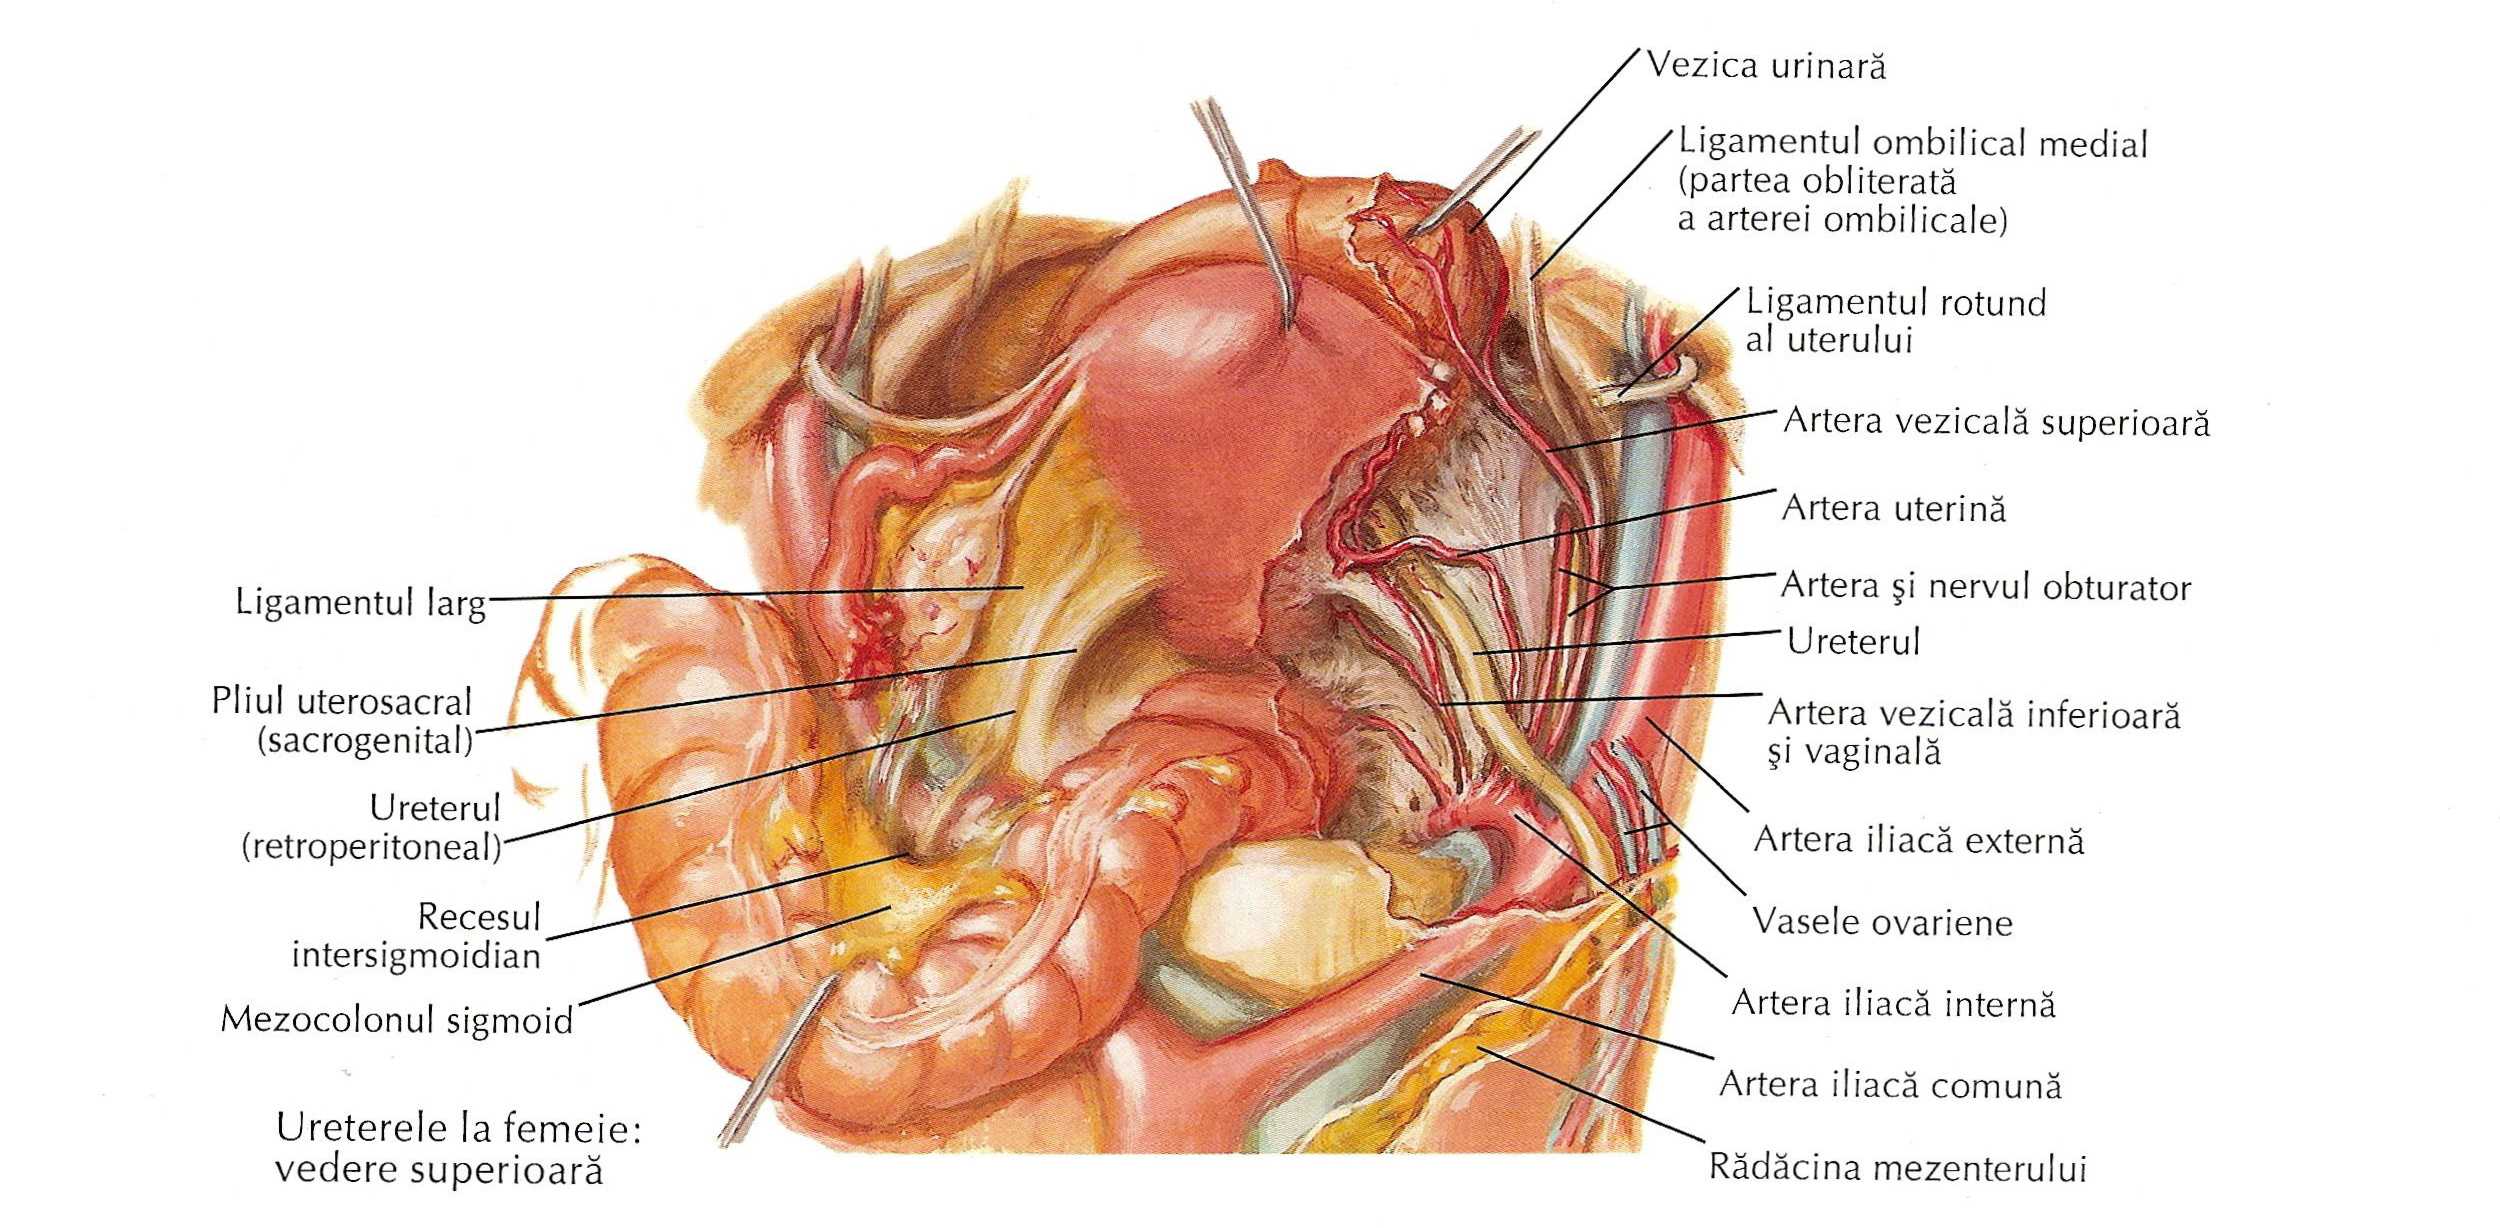 Vezica urinară
Ligamentul ombilical medial
(partea obliterată
a arterei ombilicale)
Ligamentul rotund
al uterului
Artera vezicală superioară
Artera uterină
Artera şi nervul obturator
Ureterul
Artera vezicală inferioară
şi vaginală
Artera iliacă externă
Vasele ovariene
Artera iliacă internă
Artera iliacă comună
Rădăcina mezenterului
Ligamentul larg
Pliul uterosacral
(sacrogenital)
Ureterul
(retroperitoneal)
Recesul
intersigmoidian
Mezocolonul sigmoid
Ureterele la femeie:
vedere superioară